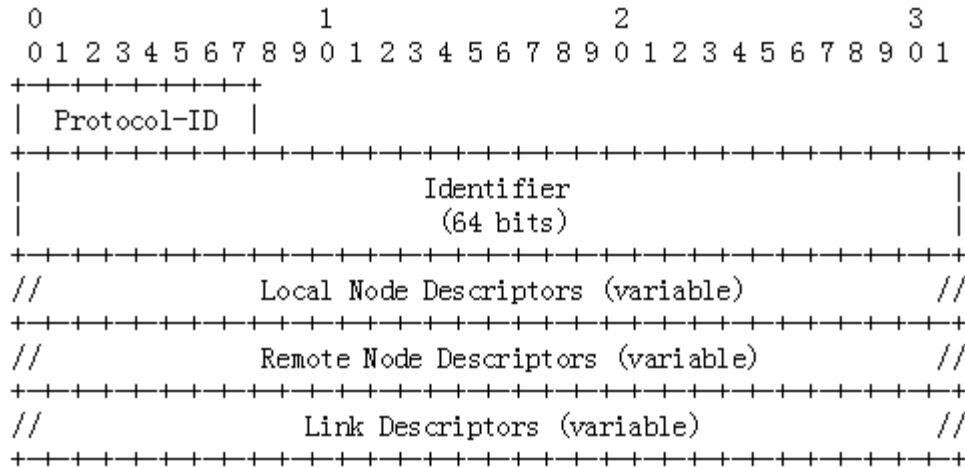 0                   1                   2                   3
 0 1 2 3 4 5 6 7 8 9 0 1 2 3 4 5 6 7 8 9 0 1 2 3 4 5 6 7 8 9 0 1
+-+-+-+-+-+-+-+-+
|  Protocol-ID  |
+-+-+-+-+-+-+-+-+-+-+-+-+-+-+-+-+-+-+-+-+-+-+-+-+-+-+-+-+-+-+-+-+
|                           Identifier                          |
|                            (64 bits)                          |
+-+-+-+-+-+-+-+-+-+-+-+-+-+-+-+-+-+-+-+-+-+-+-+-+-+-+-+-+-+-+-+-+
//               Local Node Descriptors (variable)             //
+-+-+-+-+-+-+-+-+-+-+-+-+-+-+-+-+-+-+-+-+-+-+-+-+-+-+-+-+-+-+-+-+
//               Remote Node Descriptors (variable)            //
+-+-+-+-+-+-+-+-+-+-+-+-+-+-+-+-+-+-+-+-+-+-+-+-+-+-+-+-+-+-+-+-+
//                  Link Descriptors (variable)                //
+-+-+-+-+-+-+-+-+-+-+-+-+-+-+-+-+-+-+-+-+-+-+-+-+-+-+-+-+-+-+-+-+